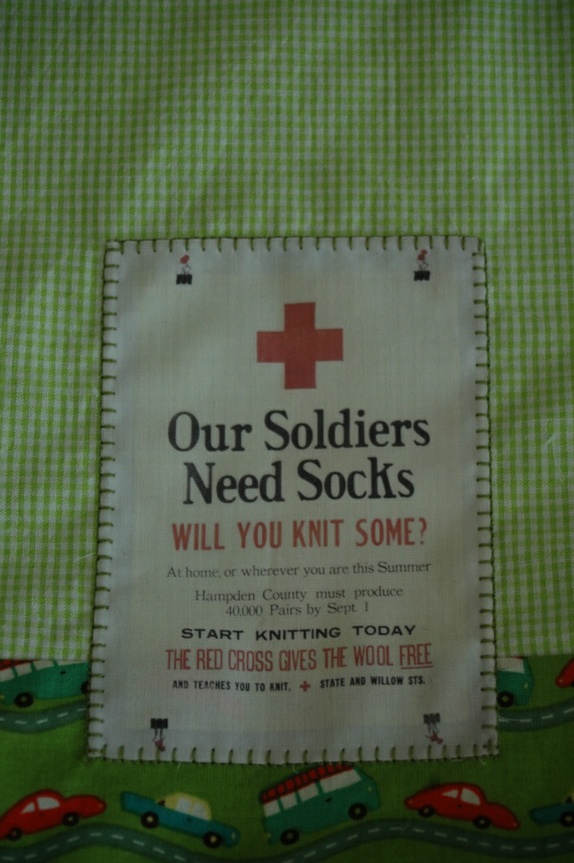 Our Soldiers
Need Socks
WILL YOU KNIT SOME?
At home, or wherever you are this Summer
Hampden County must produce
40,000 Pairs by Sept. 1
START KNITTING TODAY
THE RED CROSS GIVES THE WOOL FREE
AND TEACHES YOU TO KNIT. STATE AND WILLOW STS.